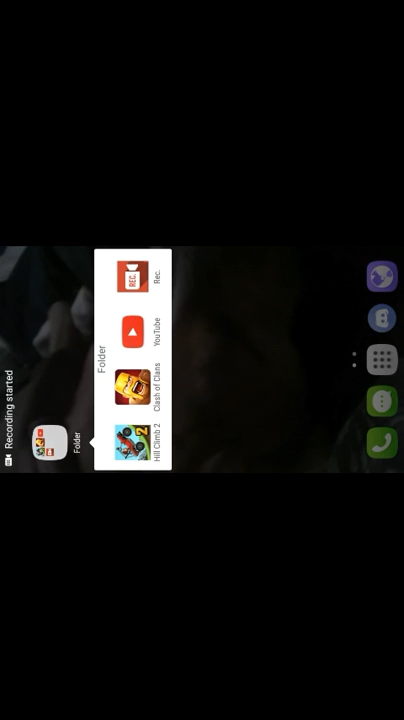 Recording started
Folder
Folder
Hill Climb 2
Clash of Clans
YouTube
REC.
Rec.